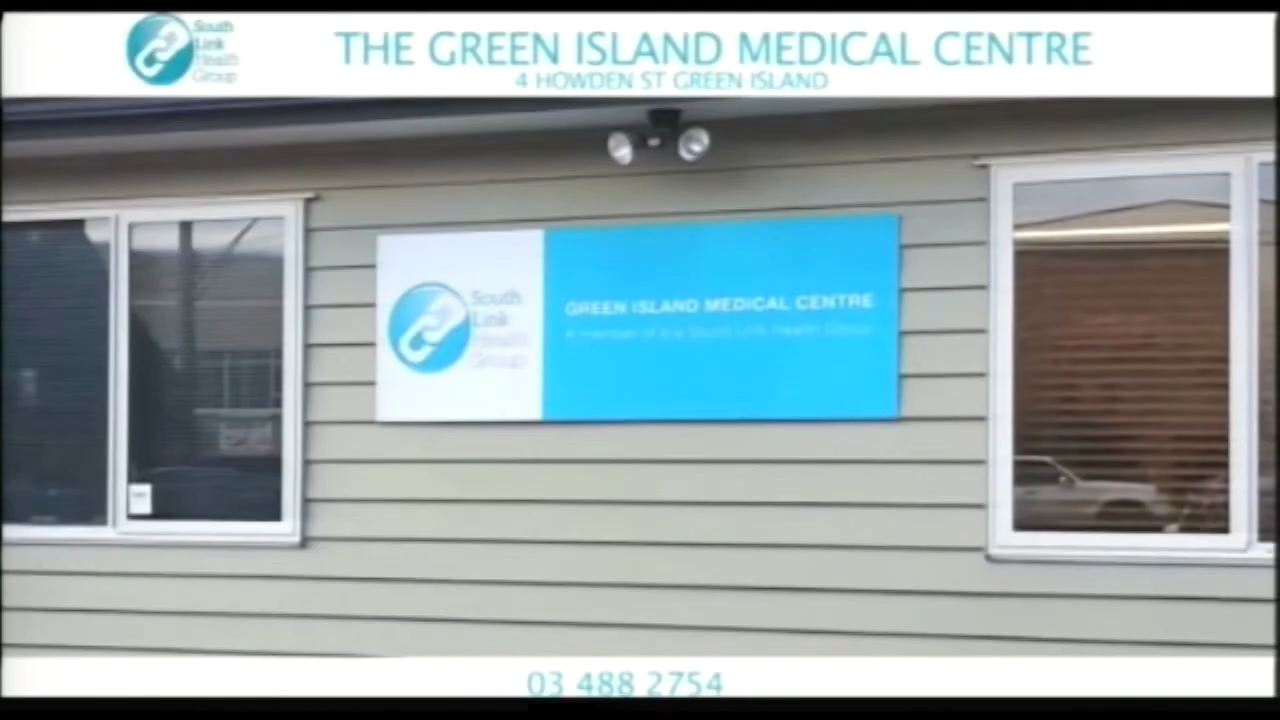 South
Link
Health
Group
THE GREEN ISLAND MEDICAL CENTRE
4 HOWDEN ST GREEN ISLAND
South
Link
Health
Group
GREEN ISLAND MEDICAL CENTRE
A member of the South Link Health Group
03 488 2754